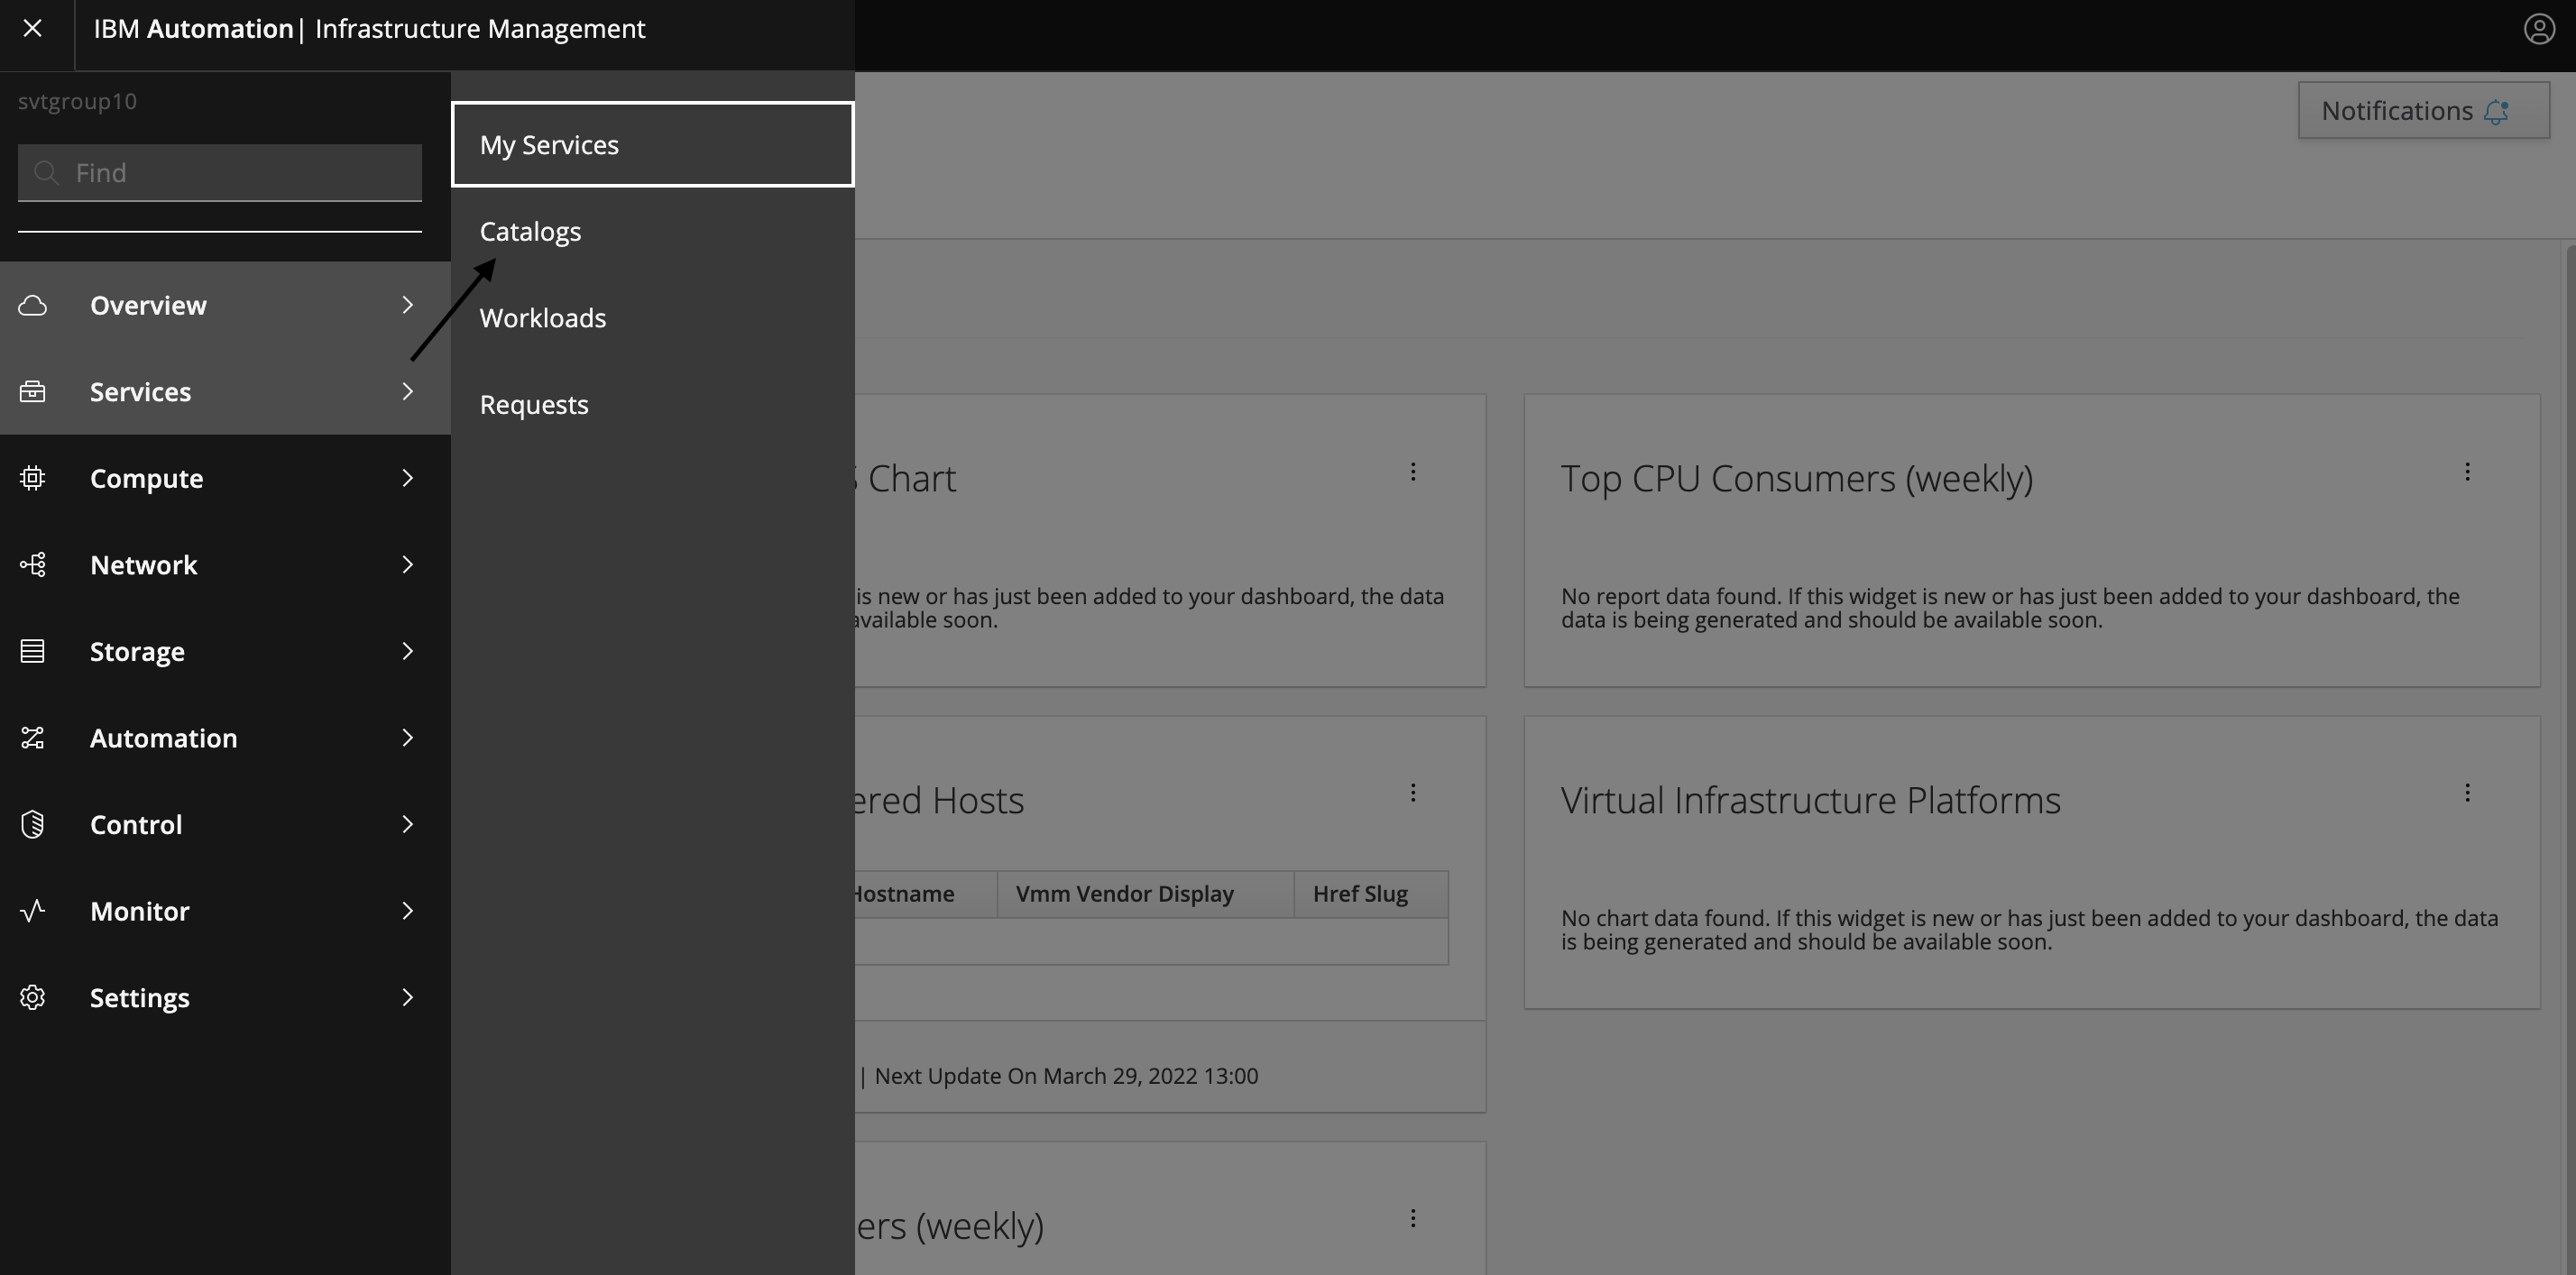 IBM Automation| Infrastructure Management
svtgroup10
Find
Overview
Services
Compute
Network
Storage
Automation
Control
Monitor
Settings
My Services
Catalogs
Workloads
Requests
Notifications
Chart
is new or has just been added to your dashboard, the data
available soon.
Top CPU Consumers (weekly)
No report data found. If this widget is new or has just been added to your dashboard, the
data is being generated and should be available soon.
ered Hosts
Hostname Vmm Vendor Display Href Slug
| Next Update On March 29, 2022 13:00
Virtual Infrastructure Platforms
No chart data found. If this widget is new or has just been added to your dashboard, the data
is being generated and should be available soon.
ers (weekly)